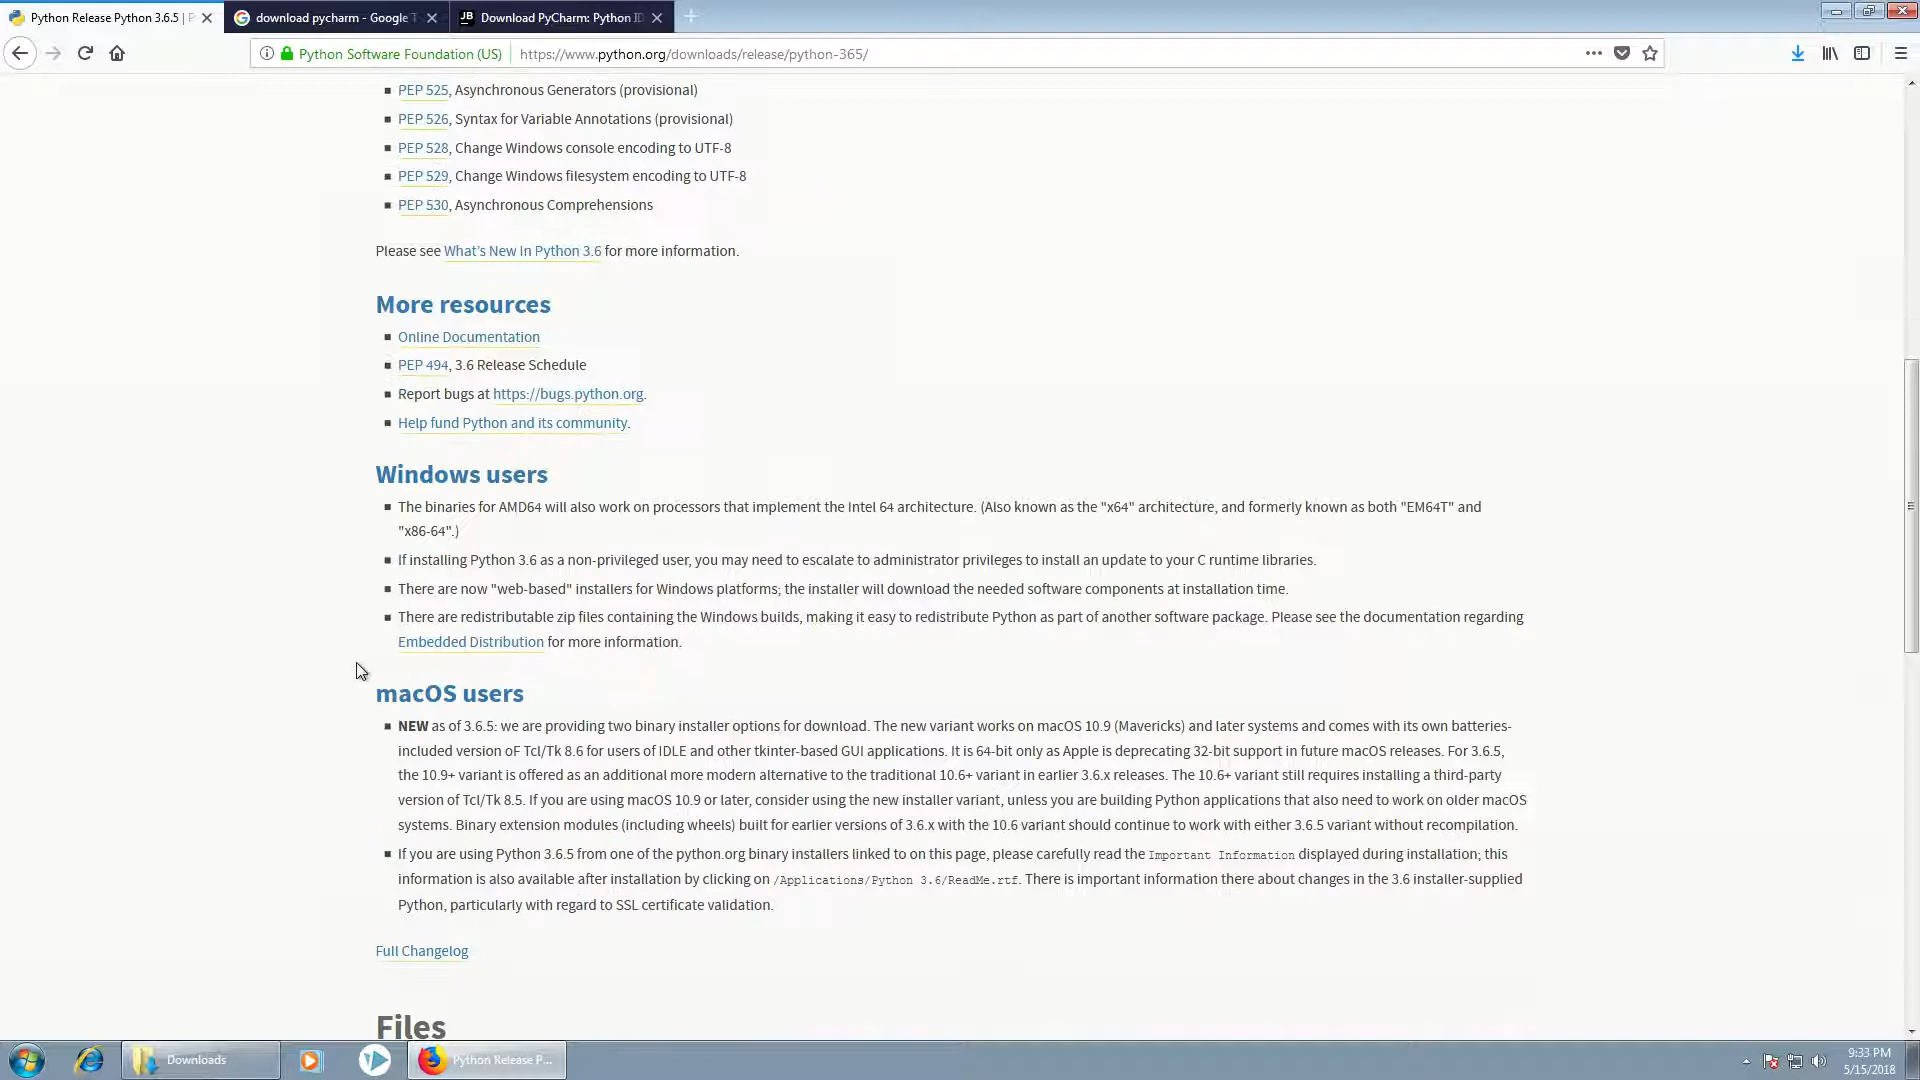 Python Release Python 3.6.5 | P
download pycharm - Google T
JB Download PyCharm: Python ID
Python Software Foundation (US)
https://www.python.org/downloads/release/python-365/
PEP 525, Asynchronous Generators (provisional)
PEP 526, Syntax for Variable Annotations (provisional)
PEP 528, Change Windows console encoding to UTF-8
PEP 529, Change Windows filesystem encoding to UTF-8
PEP 530, Asynchronous Comprehensions
Please see What's New In Python 3.6 for more information.
More resources
Online Documentation
PEP 494, 3.6 Release Schedule
Report bugs at https://bugs.python.org.
Help fund Python and its community.
Windows users
The binaries for AMD64 will also work on processors that implement the Intel 64 architecture. (Also known as the "x64" architecture, and formerly known as both "EM64T" and
"x86-64".)
If installing Python 3.6 as a non-privileged user, you may need to escalate to administrator privileges to install an update to your C runtime libraries.
There are now "web-based" installers for Windows platforms; the installer will download the needed software components at installation time.
There are redistributable zip files containing the Windows builds, making it easy to redistribute Python as part of another software package. Please see the documentation regarding
Embedded Distribution for more information.
macOS users
NEW as of 3.6.5: we are providing two binary installer options for download. The new variant works on macOS 10.9 (Mavericks) and later systems and comes with its own batteries-
included version oF Tcl/Tk 8.6 for users of IDLE and other tkinter-based GUI applications. It is 64-bit only as Apple is deprecating 32-bit support in future macOS releases. For 3.6.5,
the 10.9+ variant is offered as an additional more modern alternative to the traditional 10.6+ variant in earlier 3.6.x releases. The 10.6+ variant still requires installing a third-party
version of Tcl/Tk 8.5. If you are using macOS 10.9 or later, consider using the new installer variant, unless you are building Python applications that also need to work on older macOS
systems. Binary extension modules (including wheels) built for earlier versions of 3.6.x with the 10.6 variant should continue to work with either 3.6.5 variant without recompilation.
If you are using Python 3.6.5 from one of the python.org binary installers linked to on this page, please carefully read the Important Information displayed during installation; this
information is also available after installation by clicking on /Applications/Python 3.6/ReadMe.rtf. There is important information there about changes in the 3.6 installer-supplied
Python, particularly with regard to SSL certificate validation.
Full Changelog
Files
Downloads
Python Release P...
9:33 PM
5/15/2018